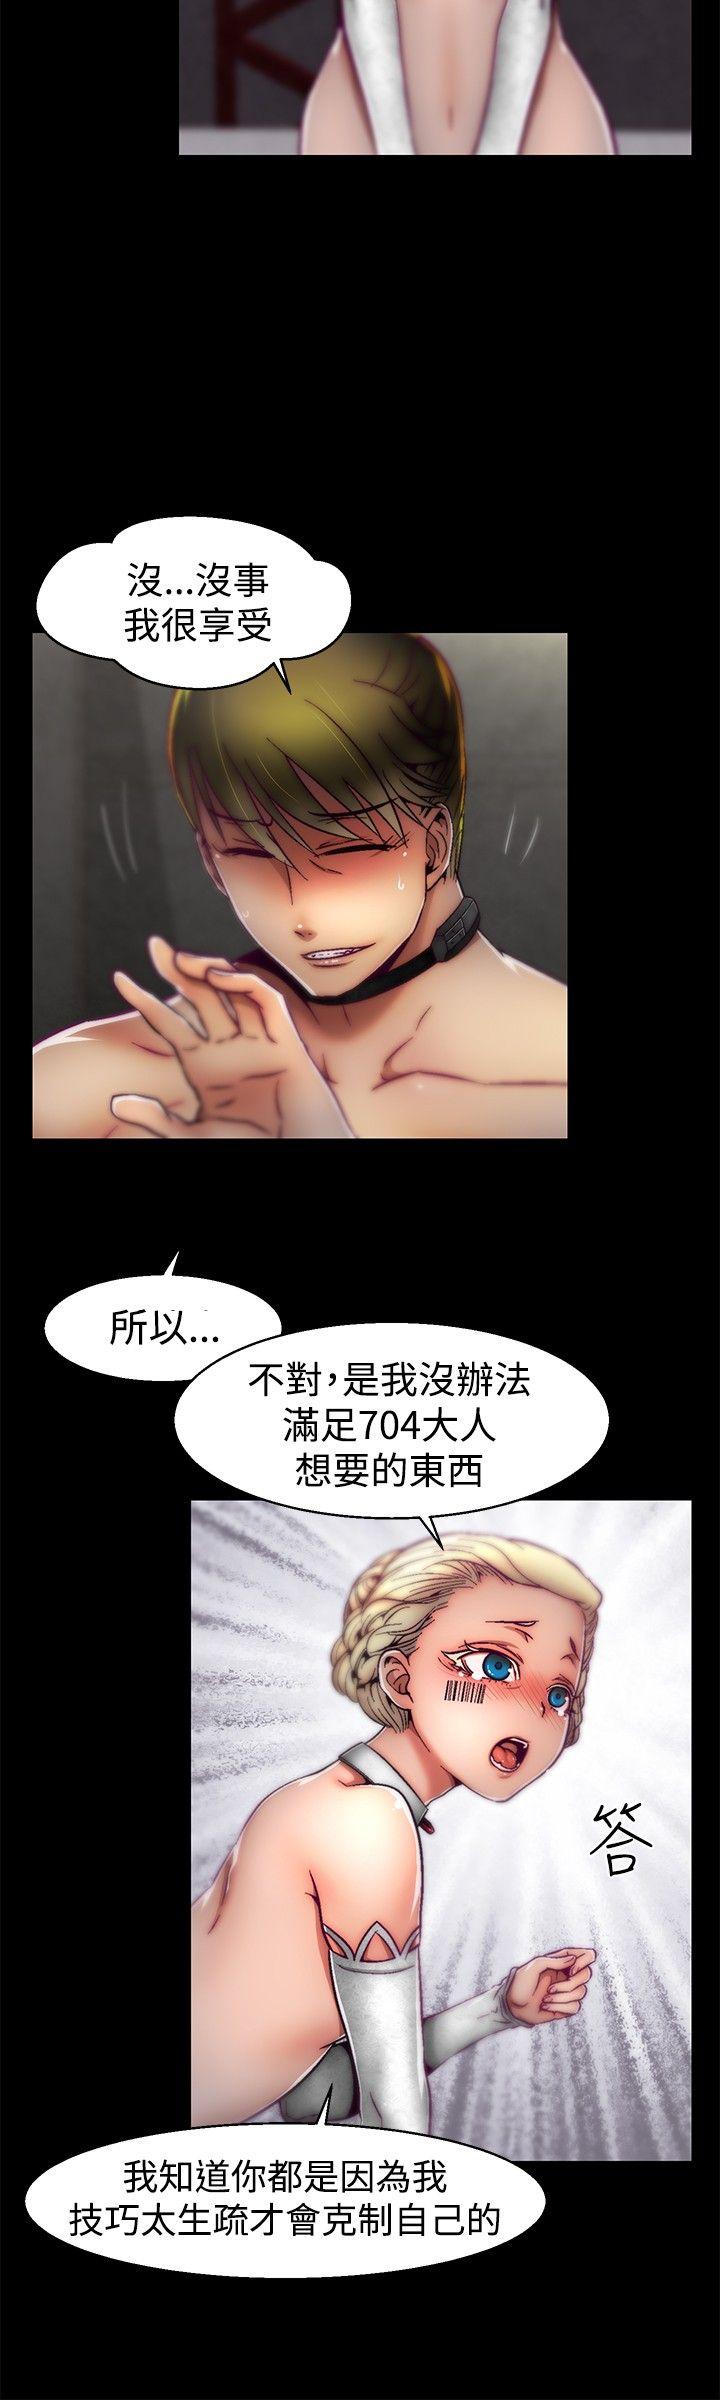 沒...沒事
我很享受
所以...
不對，是我沒辦法
滿足704大人
想要的東西
答
我知道你都是因為我
技巧太生疏才會克制自己的